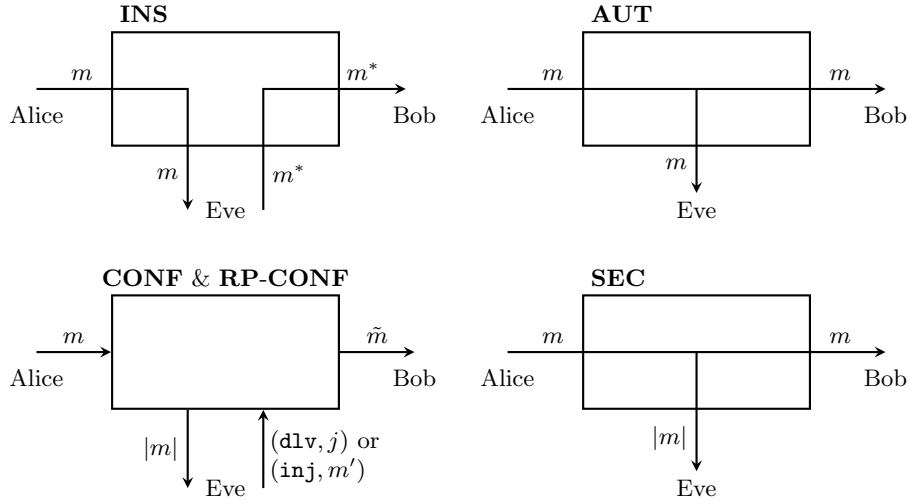 INS
m
m*
Alice
Bob
m
m*
Eve
AUT
m
m
Alice
Bob
m
Eve
CONF & RP-CONF
m
m̃
Alice
Bob
|m|
(dlv, j) or
(inj, m′)
Eve
SEC
m
m
Alice
Bob
|m|
Eve